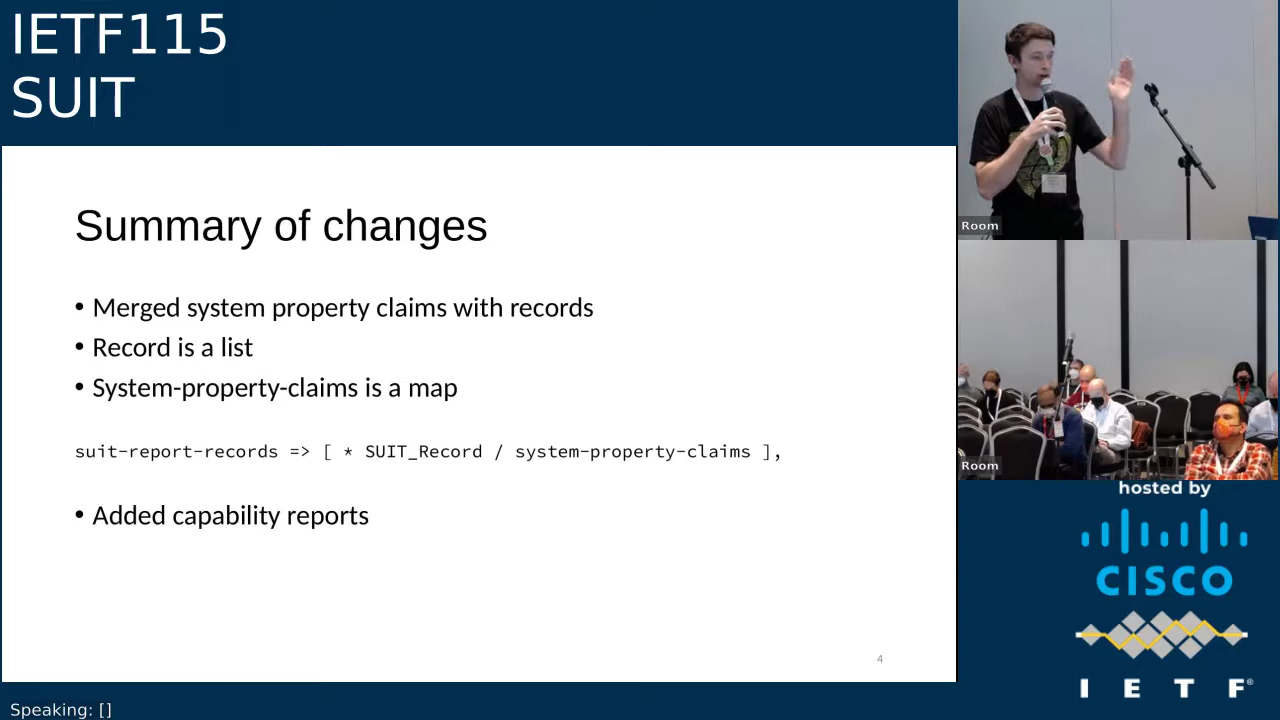 IETF115
SUIT
Summary of changes
• Merged system property claims with records
• Record is a list
• System-property-claims is a map
suit-report-records => [ * SUIT_Record / system-property-claims ],
• Added capability reports
4
Room
Room
hosted by
CISCO
IETF®
Speaking: []